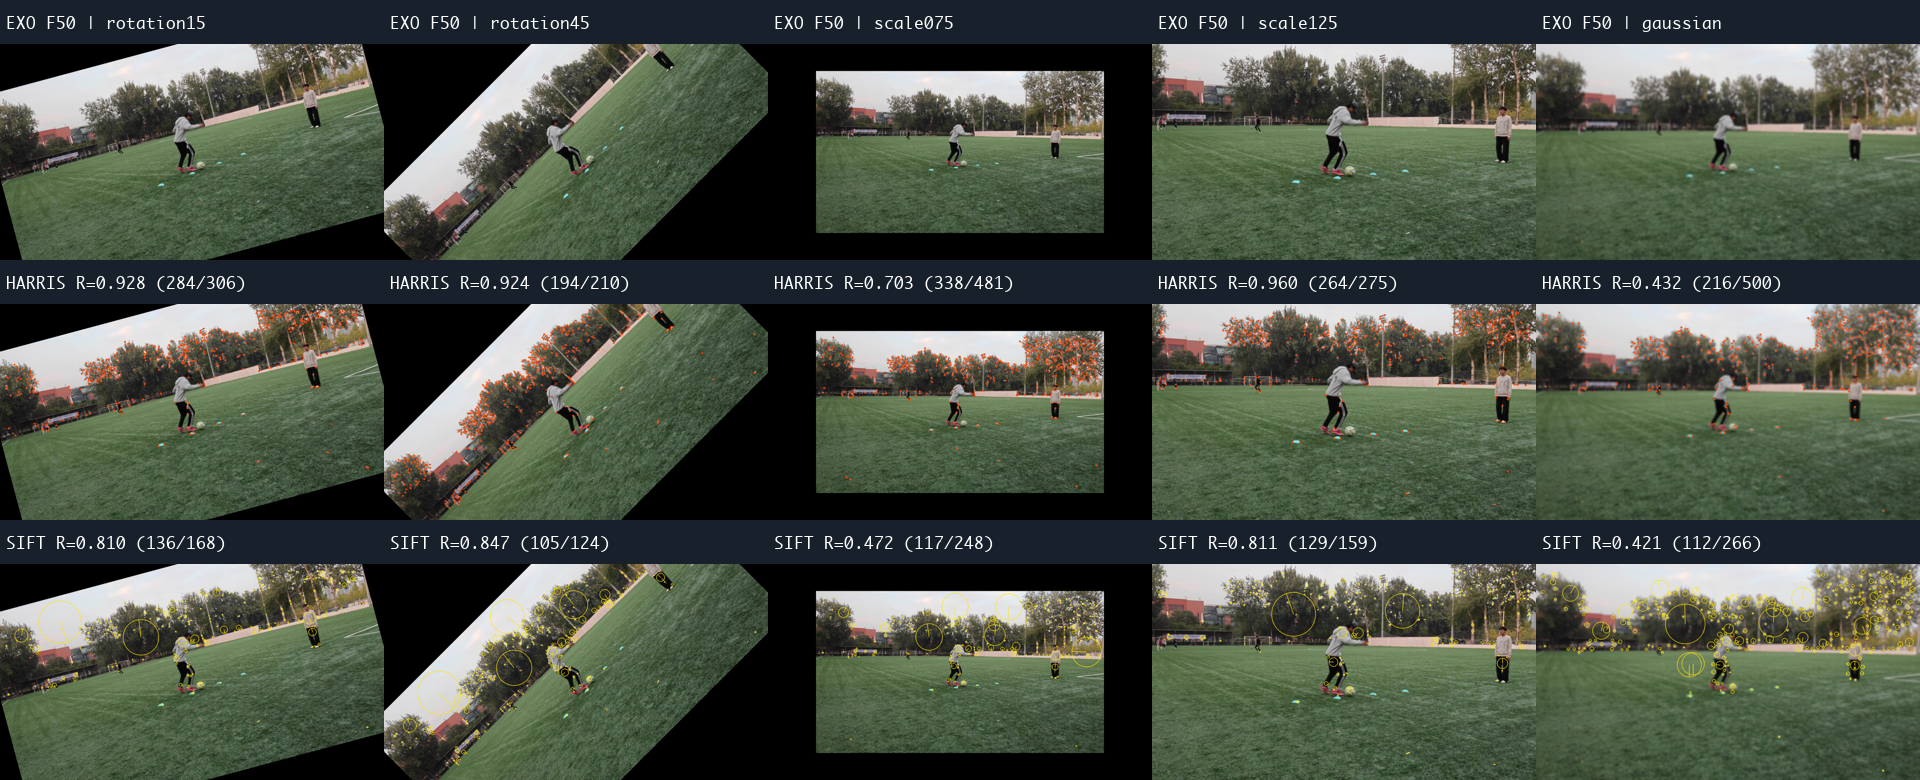 EXO F50 | rotation15
EXO F50 | rotation45
EXO F50 | scale075
EXO F50 | scale125
EXO F50 | gaussian
HARRIS R=0.928 (284/306)
HARRIS R=0.924 (194/210)
HARRIS R=0.703 (338/481)
HARRIS R=0.960 (264/275)
HARRIS R=0.432 (216/500)
SIFT R=0.810 (136/168)
SIFT R=0.847 (105/124)
SIFT R=0.472 (117/248)
SIFT R=0.811 (129/159)
SIFT R=0.421 (112/266)